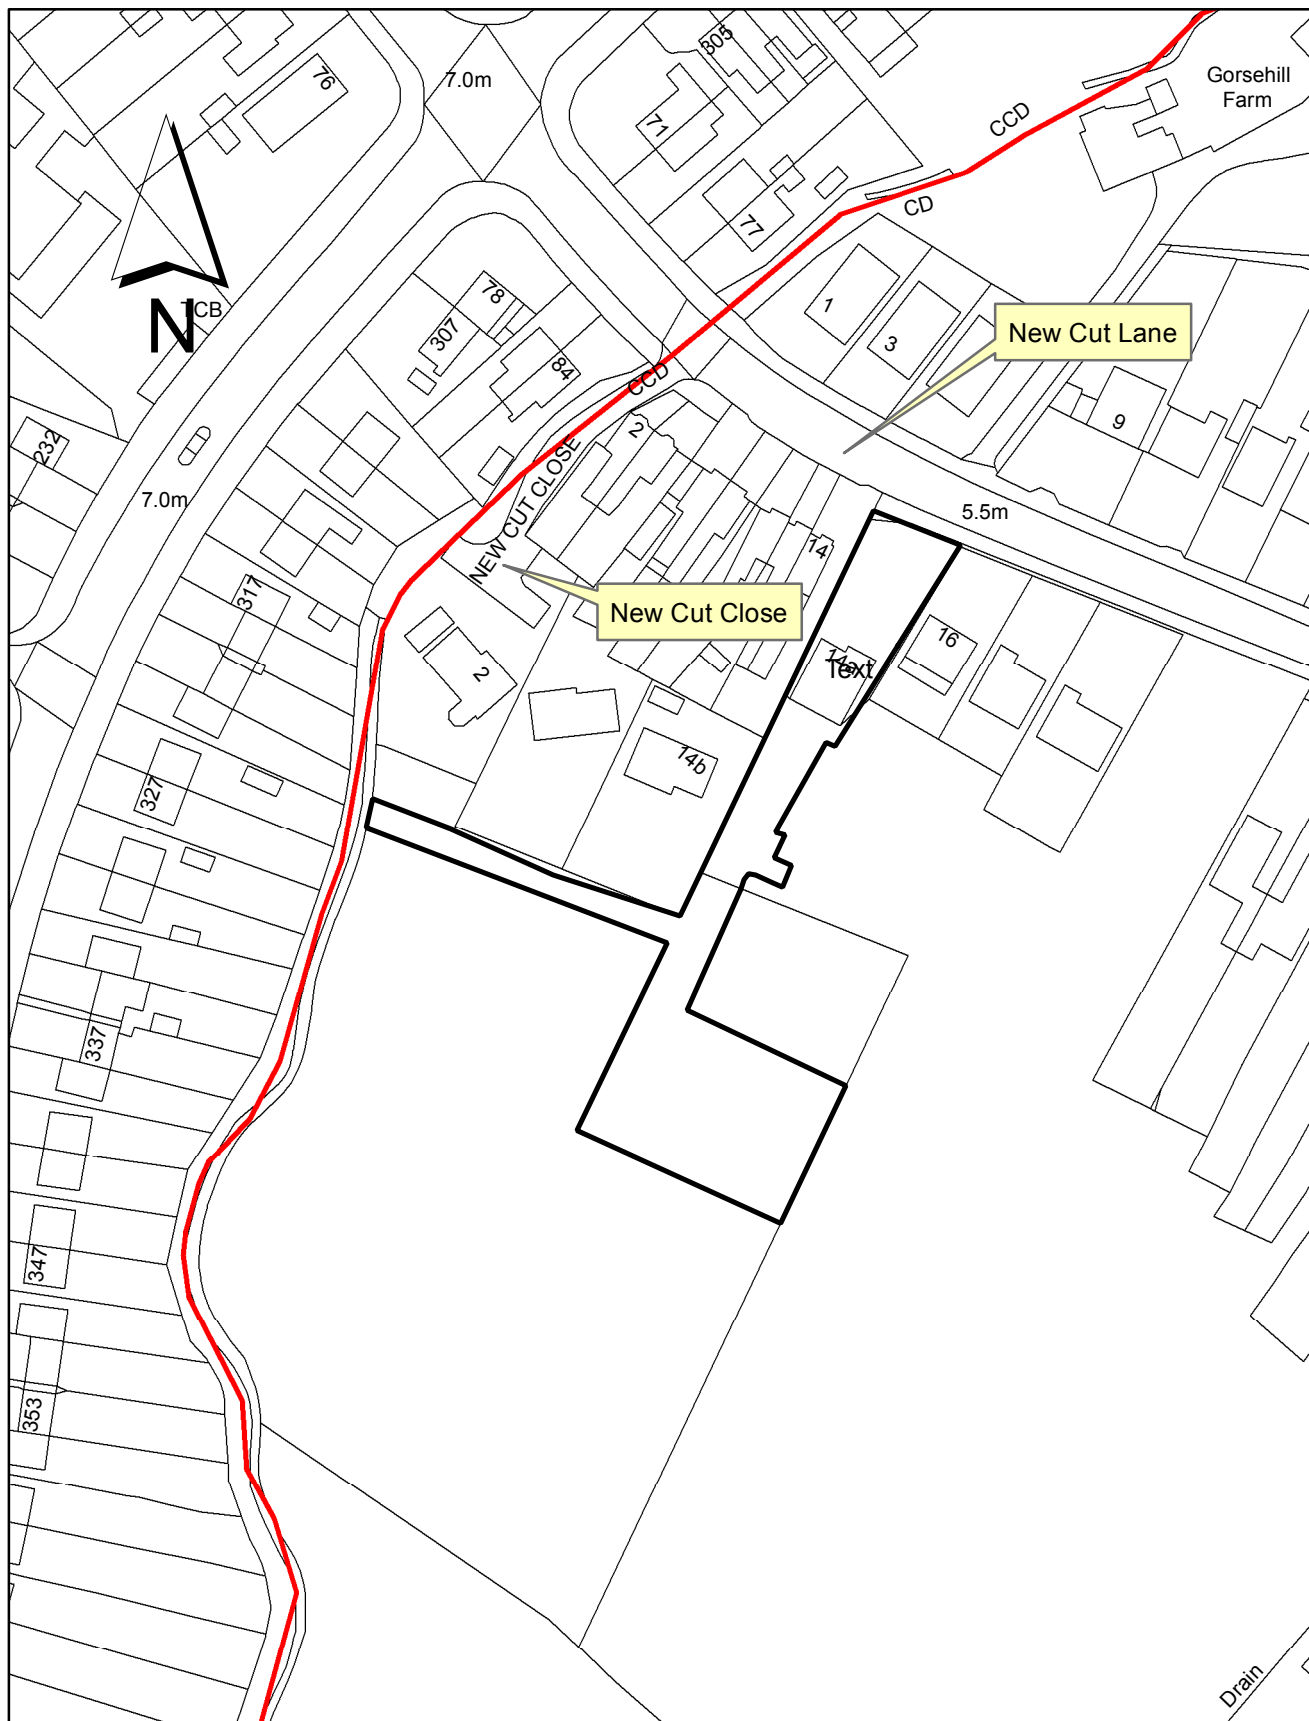 305
76
7.0m
Gorsehill
Farm
71
CCD
77
CD
TCB
N
78
307
1
3
New Cut Lane
84
CCD
9
232
2
7.0m
NEW CUT CLOSE
5.5m
14
317
New Cut Close
16
14a
Text
2
14b
327
337
347
353
Drain